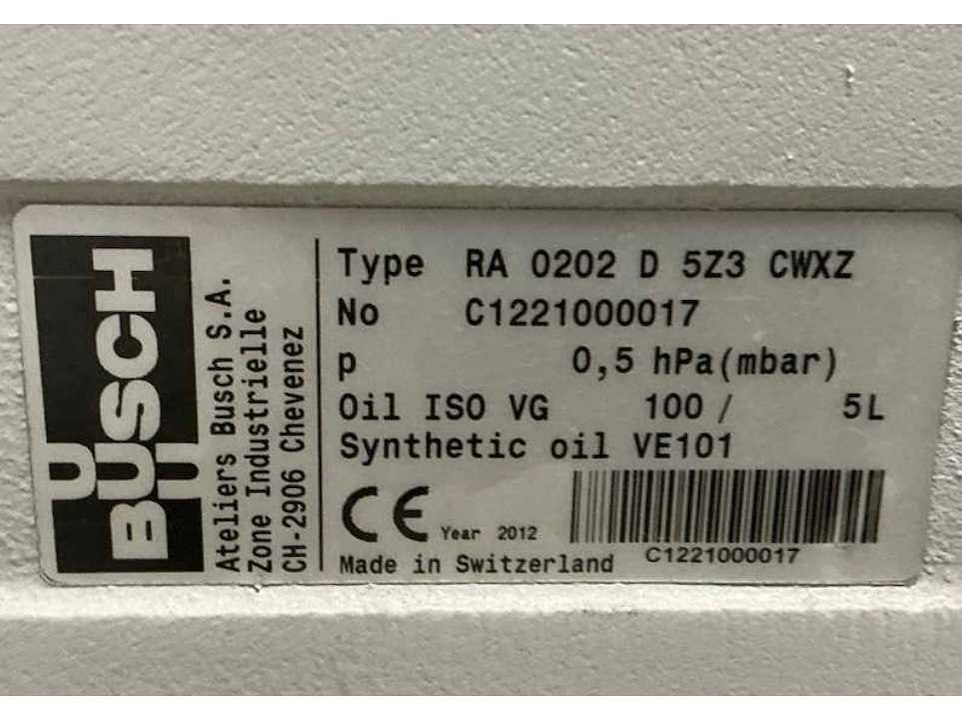 BUSCH
Ateliers Busch S.A.
Zone Industrielle
CH-2906 Chevenez
Type RA 0202 D 5Z3 CWXZ
No C1221000017
p 0,5 hPa(mbar)
Oil ISO VG 100 / 5L
Synthetic oil VE101
CE Year 2012
Made in Switzerland
C1221000017